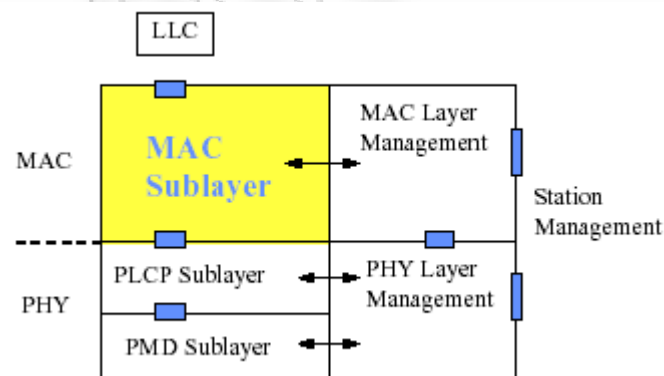 LLC
MAC
MAC
Sublayer
MAC Layer
Management
Station
Management
PHY
PLCP Sublayer
PHY Layer
Management
PMD Sublayer